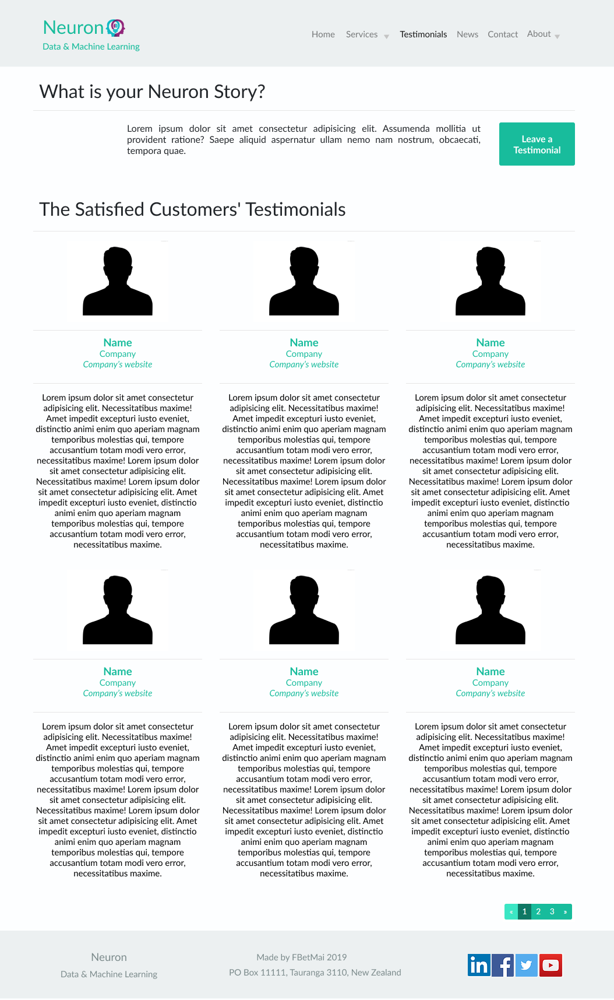 Neuron
Data & Machine Learning
Home Services Testimonials News Contact About
What is your Neuron Story?
Lorem ipsum dolor sit amet consectetur adipisicing elit. Assumenda mollitia ut
provident ratione? Saepe aliquid aspernatur ullam nemo nam nostrum, obcaecati,
tempora quae.
Leave a
Testimonial
The Satisfied Customers' Testimonials
Name
Company
Company's website
Lorem ipsum dolor sit amet consectetur
adipisicing elit. Necessitatibus maxime!
Amet impedit excepturi iusto eveniet,
distinctio animi enim quo aperiam magnam
temporibus molestias qui, tempore
accusantium totam modi vero error,
necessitatibus maxime! Lorem ipsum dolor
sit amet consectetur adipisicing elit.
Necessitatibus maxime! Lorem ipsum dolor
sit amet consectetur adipisicing elit. Amet
impedit excepturi iusto eveniet, distinctio
animi enim quo aperiam magnam
temporibus molestias qui, tempore
accusantium totam modi vero error,
necessitatibus maxime.
Name
Company
Company's website
Lorem ipsum dolor sit amet consectetur
adipisicing elit. Necessitatibus maxime!
Amet impedit excepturi iusto eveniet,
distinctio animi enim quo aperiam magnam
temporibus molestias qui, tempore
accusantium totam modi vero error,
necessitatibus maxime! Lorem ipsum dolor
sit amet consectetur adipisicing elit.
Necessitatibus maxime! Lorem ipsum dolor
sit amet consectetur adipisicing elit. Amet
impedit excepturi iusto eveniet, distinctio
animi enim quo aperiam magnam
temporibus molestias qui, tempore
accusantium totam modi vero error,
necessitatibus maxime.
Name
Company
Company's website
Lorem ipsum dolor sit amet consectetur
adipisicing elit. Necessitatibus maxime!
Amet impedit excepturi iusto eveniet,
distinctio animi enim quo aperiam magnam
temporibus molestias qui, tempore
accusantium totam modi vero error,
necessitatibus maxime! Lorem ipsum dolor
sit amet consectetur adipisicing elit.
Necessitatibus maxime! Lorem ipsum dolor
sit amet consectetur adipisicing elit. Amet
impedit excepturi iusto eveniet, distinctio
animi enim quo aperiam magnam
temporibus molestias qui, tempore
accusantium totam modi vero error,
necessitatibus maxime.
Name
Company
Company's website
Lorem ipsum dolor sit amet consectetur
adipisicing elit. Necessitatibus maxime!
Amet impedit excepturi iusto eveniet,
distinctio animi enim quo aperiam magnam
temporibus molestias qui, tempore
accusantium totam modi vero error,
necessitatibus maxime! Lorem ipsum dolor
sit amet consectetur adipisicing elit.
Necessitatibus maxime! Lorem ipsum dolor
sit amet consectetur adipisicing elit. Amet
impedit excepturi iusto eveniet, distinctio
animi enim quo aperiam magnam
temporibus molestias qui, tempore
accusantium totam modi vero error,
necessitatibus maxime.
Name
Company
Company's website
Lorem ipsum dolor sit amet consectetur
adipisicing elit. Necessitatibus maxime!
Amet impedit excepturi iusto eveniet,
distinctio animi enim quo aperiam magnam
temporibus molestias qui, tempore
accusantium totam modi vero error,
necessitatibus maxime! Lorem ipsum dolor
sit amet consectetur adipisicing elit.
Necessitatibus maxime! Lorem ipsum dolor
sit amet consectetur adipisicing elit. Amet
impedit excepturi iusto eveniet, distinctio
animi enim quo aperiam magnam
temporibus molestias qui, tempore
accusantium totam modi vero error,
necessitatibus maxime.
Name
Company
Company's website
Lorem ipsum dolor sit amet consectetur
adipisicing elit. Necessitatibus maxime!
Amet impedit excepturi iusto eveniet,
distinctio animi enim quo aperiam magnam
temporibus molestias qui, tempore
accusantium totam modi vero error,
necessitatibus maxime! Lorem ipsum dolor
sit amet consectetur adipisicing elit.
Necessitatibus maxime! Lorem ipsum dolor
sit amet consectetur adipisicing elit. Amet
impedit excepturi iusto eveniet, distinctio
animi enim quo aperiam magnam
temporibus molestias qui, tempore
accusantium totam modi vero error,
necessitatibus maxime.
« 1 2 3 »
Neuron
Data & Machine Learning
Made by FBetMai 2019
PO Box 11111, Tauranga 3110, New Zealand
in f